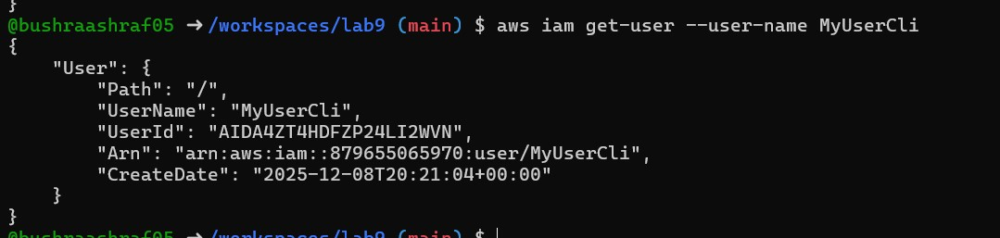 }
@bushraashraf05 → /workspaces/lab9 (main) $ aws iam get-user --user-name MyUserCli
{
    "User": {
        "Path": "/",
        "UserName": "MyUserCli",
        "UserId": "AIDA4ZT4HDFZP24LI2WVN",
        "Arn": "arn:aws:iam::879655065970:user/MyUserCli",
        "CreateDate": "2025-12-08T20:21:04+00:00"
    }
}
@bushraashraf05 → /workspaces/lab9 (main) $